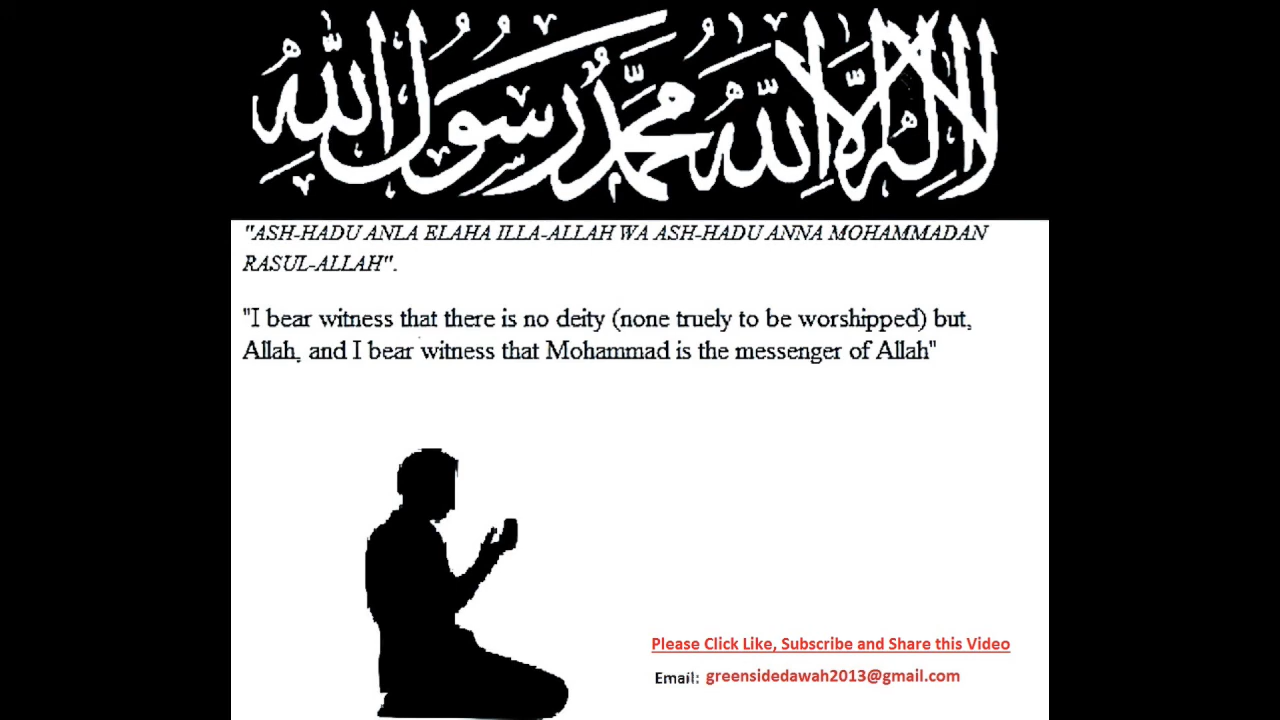 لا إله إلا الله محمد رسول الله
"ASH-HADU ANLA ELAHA ILLA-ALLAH WA ASH-HADU ANNA MOHAMMADAN
RASUL-ALLAH".
"I bear witness that there is no deity (none truely to be worshipped) but,
Allah, and I bear witness that Mohammad is the messenger of Allah"
Please Click Like, Subscribe and Share this Video
Email: greensidedawah2013@gmail.com